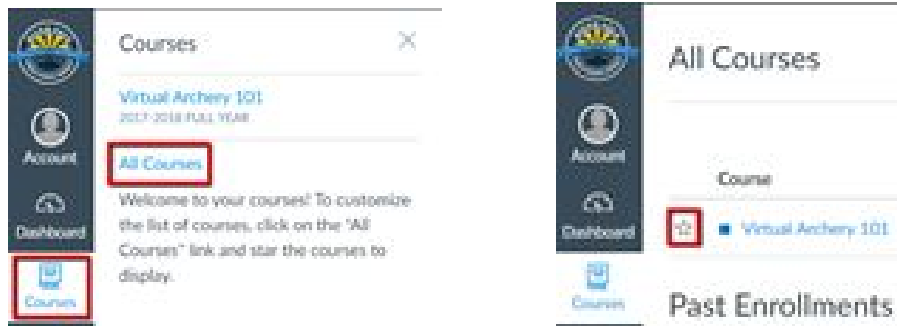 Courses
Virtual Archery 101
2017-2018 FULL YEAR
Account
All Courses
Welcome to your courses! To customize
the list of courses, click on the "All
Courses" link and star the courses to
display.
Dashboard
Courses
All Courses
Account
Course
Dashboard
Virtual Archery 101
Courses
Past Enrollments